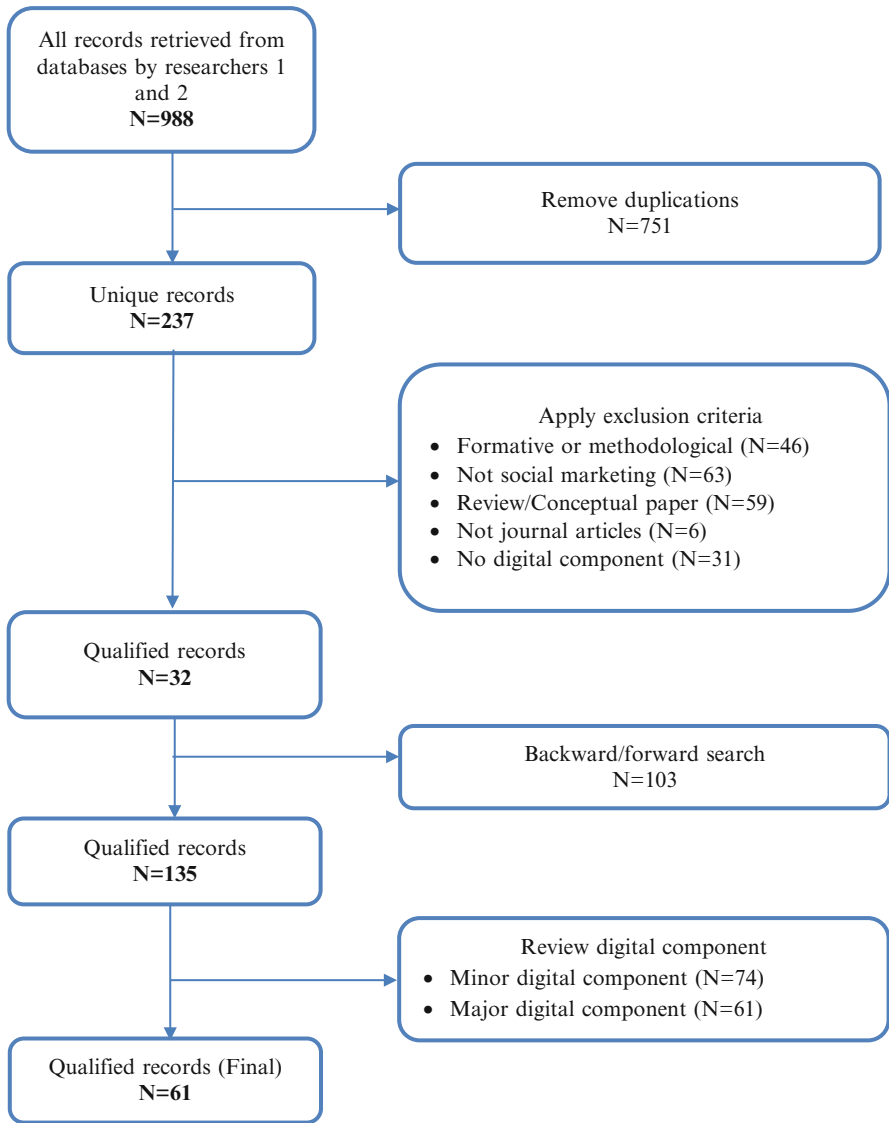 All records retrieved from
databases by researchers 1
and 2
N=988
Remove duplications
N=751
Unique records
N=237
Apply exclusion criteria
• Formative or methodological (N=46)
• Not social marketing (N=63)
• Review/Conceptual paper (N=59)
• Not journal articles (N=6)
• No digital component (N=31)
Qualified records
N=32
Backward/forward search
N=103
Qualified records
N=135
Review digital component
• Minor digital component (N=74)
• Major digital component (N=61)
Qualified records (Final)
N=61